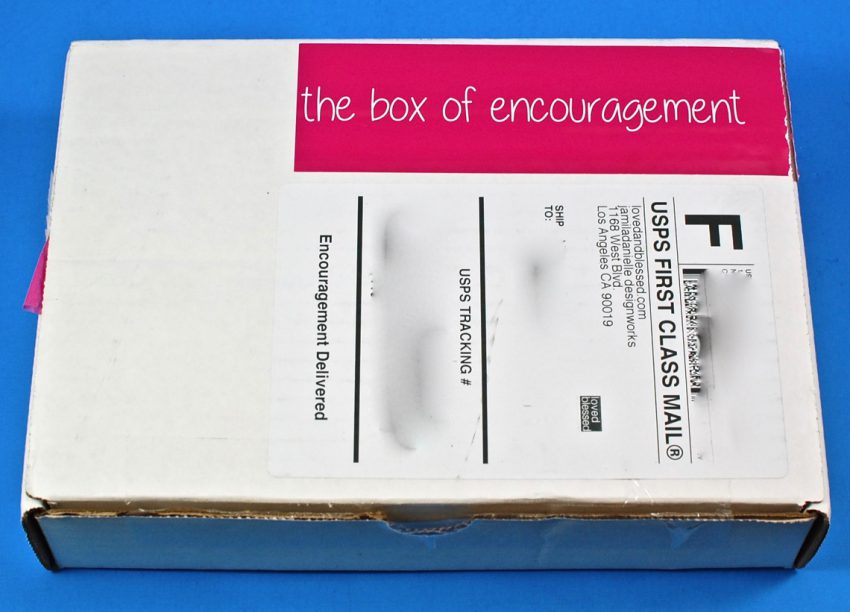 the box of encouragement
F
USPS FIRST CLASS MAIL®
lovedandblessed.com
jamiladanielle designworks
1168 West Blvd.
Los Angeles CA 90019
SHIP
TO:
loved
blessed
USPS TRACKING #
Encouragement Delivered